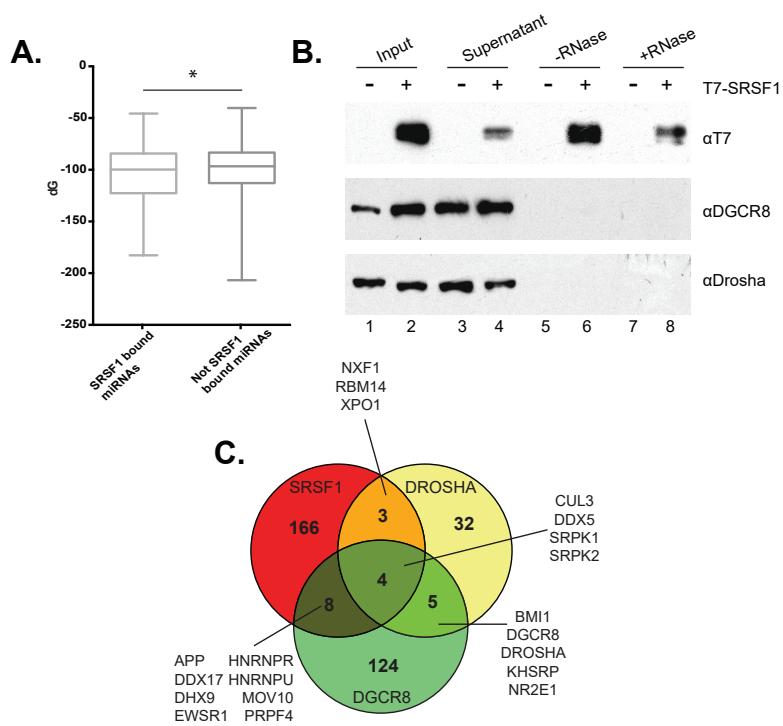 A.
0
-50
-100
-150
-200
-250
dG
*
SRSF1 bound
miRNAs
Not SRSF1
bound miRNAs
B.
Input
Supernatant
-RNase
+RNase
- + - + - + - + T7-SRSF1
αT7
αDGCR8
αDrosha
1 2 3 4 5 6 7 8
C.
NXF1
RBM14
XPO1
SRSF1
DROSHA
166
3
32
4
8
5
124
DGCR8
CUL3
DDX5
SRPK1
SRPK2
BMI1
DGCR8
DROSHA
KHSRP
NR2E1
APP HNRNPR
DDX17 HNRNPU
DHX9 MOV10
EWSR1 PRPF4